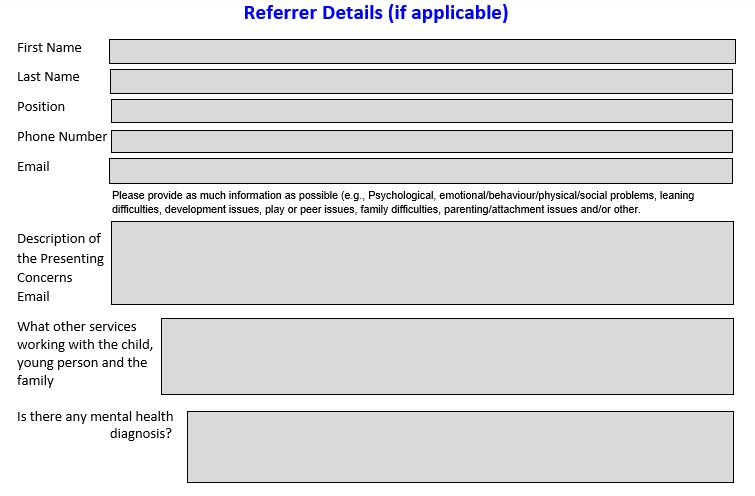 Referrer Details (if applicable)
First Name
Last Name
Position
Phone Number
Email
Please provide as much information as possible (e.g., Psychological, emotional/behaviour/physical/social problems, leaning
difficulties, development issues, play or peer issues, family difficulties, parenting/attachment issues and/or other.
Description of
the Presenting
Concerns
Email
What other services
working with the child,
young person and the
family
Is there any mental health
diagnosis?